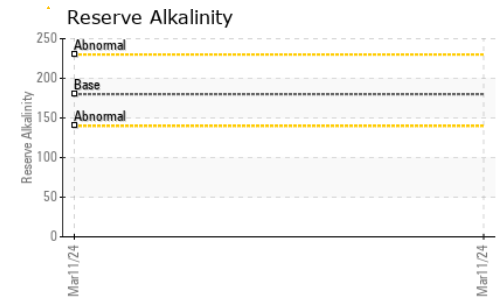 Reserve Alkalinity
250
Abnormal
200
Base
150
Abnormal
100
50
0
Reserve Alkalinity
Mar11/24
Mar11/24